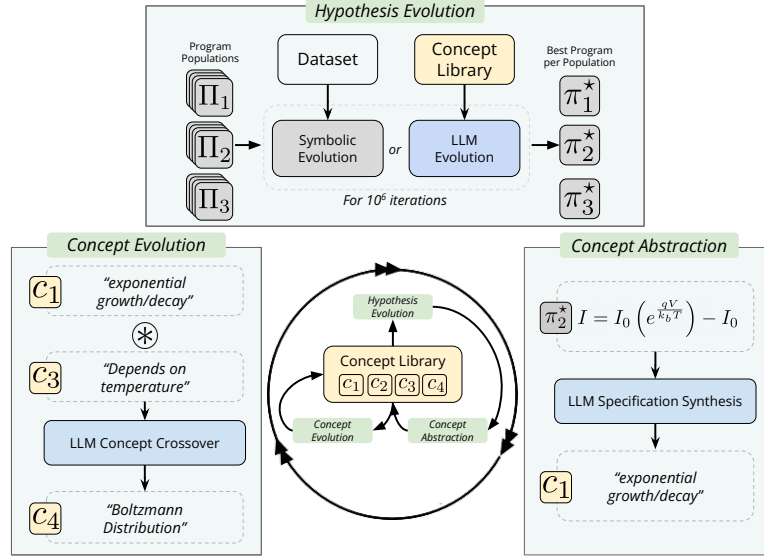 Hypothesis Evolution
Program
Populations
Dataset
Concept
Library
Best Program
per Population
Π₁
Π₂
Π₃
Symbolic
Evolution
or
LLM
Evolution
For 10⁶ iterations
π₁*
π₂*
π₃*
Concept Evolution
c₁
“exponential
growth/decay”
⊛
c₃
“Depends on
temperature”
LLM Concept Crossover
c₄
“Boltzmann
Distribution”
Hypothesis
Evolution
Concept Library
c₁ c₂ c₃ c₄
Concept
Evolution
Concept
Abstraction
Concept Abstraction
π₂* I = I₀ (e^{qV/k_bT}) − I₀
LLM Specification Synthesis
c₁
“exponential
growth/decay”